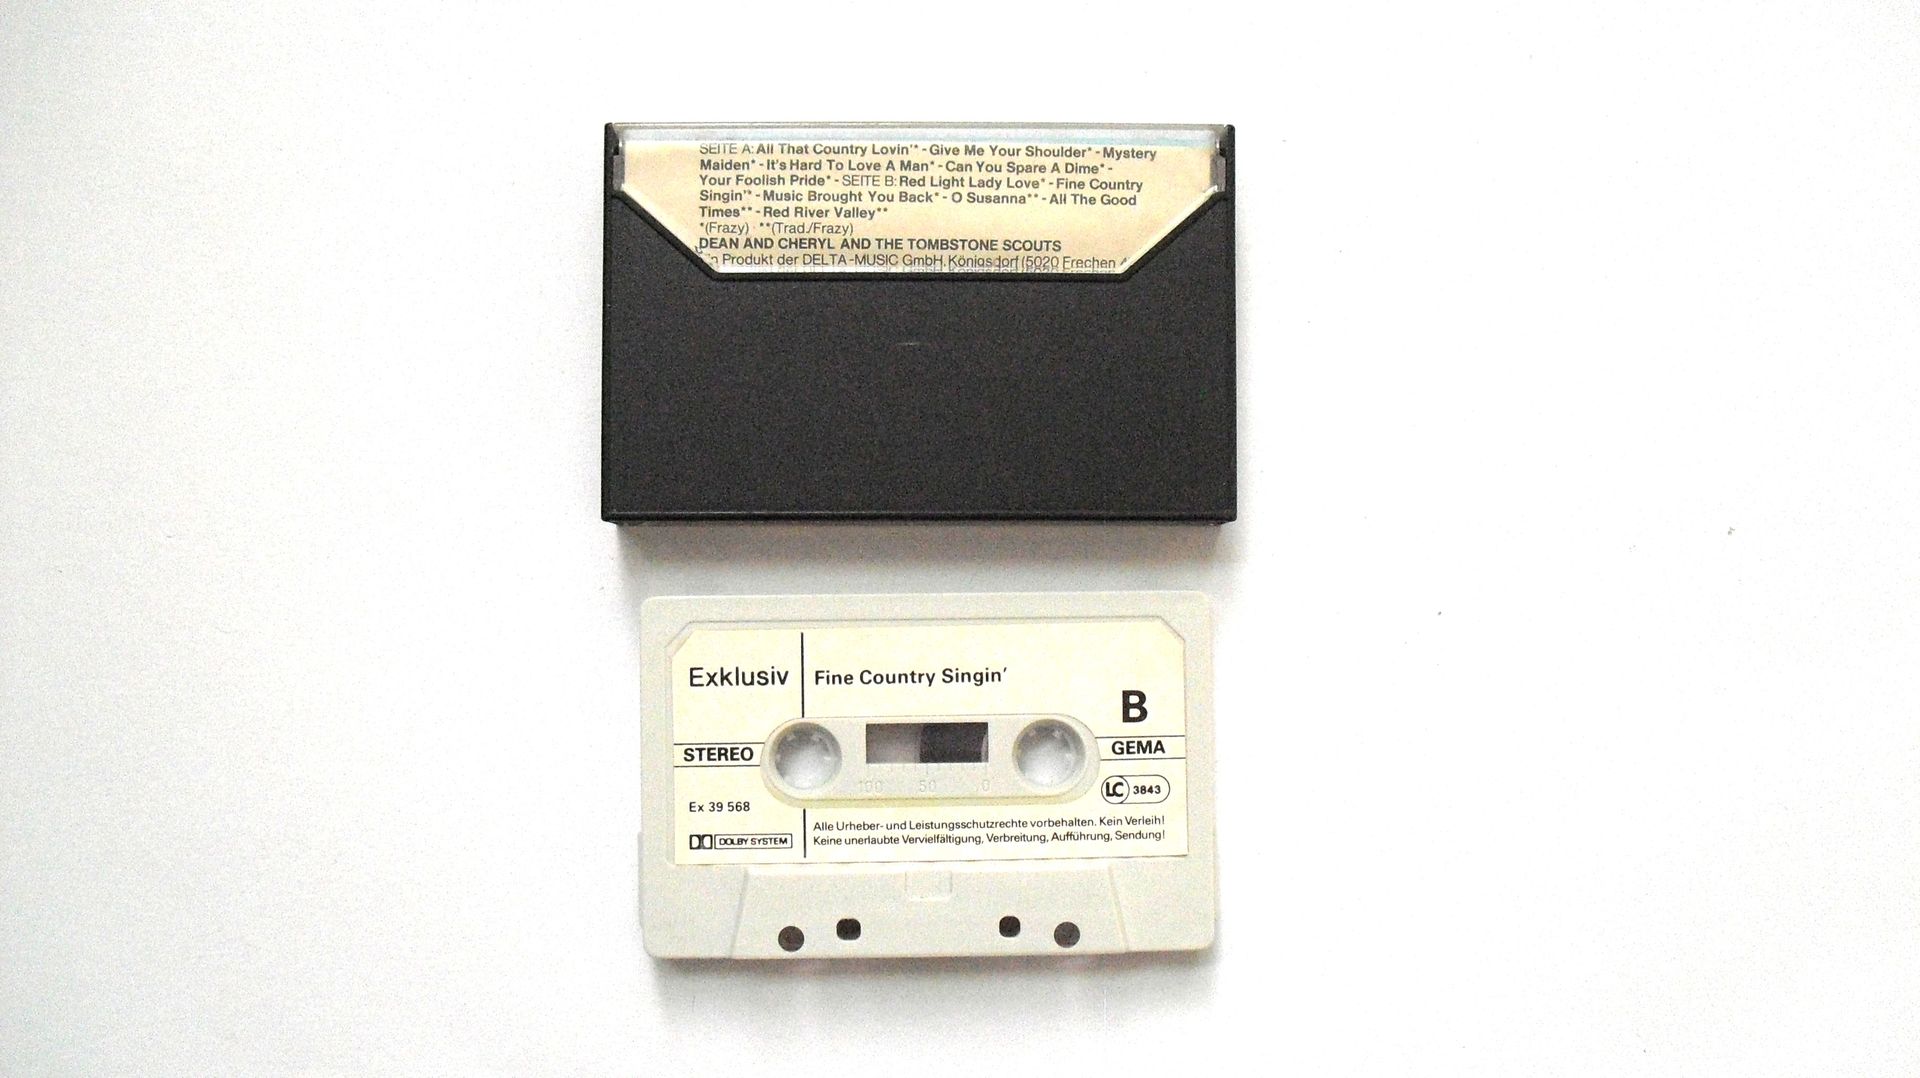 SEITE A: All That Country Lovin'* - Give Me Your Shoulder* - Mystery
Maiden* - It's Hard To Love A Man* - Can You Spare A Dime* -
Your Foolish Pride* - SEITE B: Red Light Lady Love* - Fine Country
Singin'* - Music Brought You Back* - O Susanna** - All The Good
Times** - Red River Valley**
*(Frazy) · **(Trad./Frazy)
DEAN AND CHERYL AND THE TOMBSTONE SCOUTS
Produkt der DELTA-MUSIC GmbH, Königsdorf (5020 Frechen 4
Exklusiv
Fine Country Singin'
B
STEREO
GEMA
100 50 0
LC 3843
Ex 39 568
DOLBY SYSTEM
Alle Urheber- und Leistungsschutzrechte vorbehalten. Kein Verleih!
Keine unerlaubte Vervielfältigung, Verbreitung, Aufführung, Sendung!